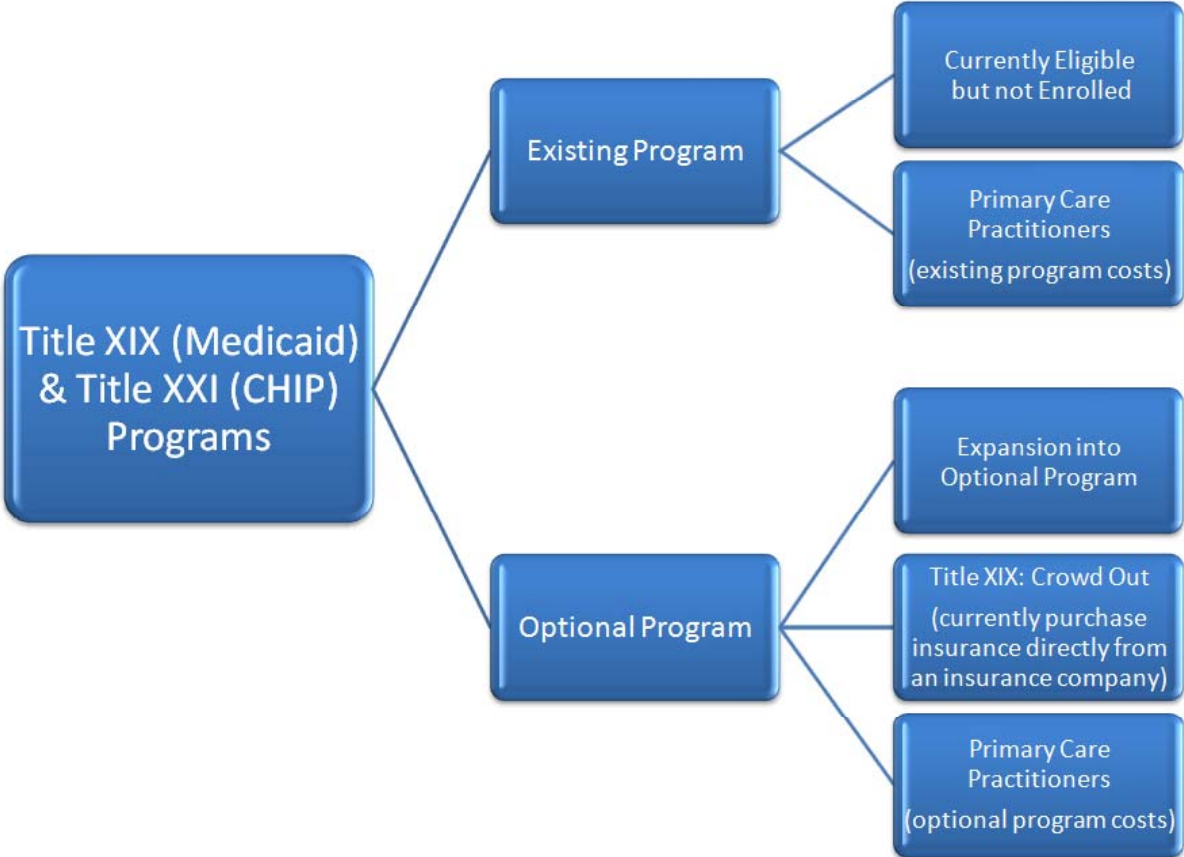 Title XIX (Medicaid)
& Title XXI (CHIP)
Programs
Existing Program
Currently Eligible
but not Enrolled
Primary Care
Practitioners
(existing program costs)
Optional Program
Expansion into
Optional Program
Title XIX: Crowd Out
(currently purchase
insurance directly from
an insurance company)
Primary Care
Practitioners
(optional program costs)